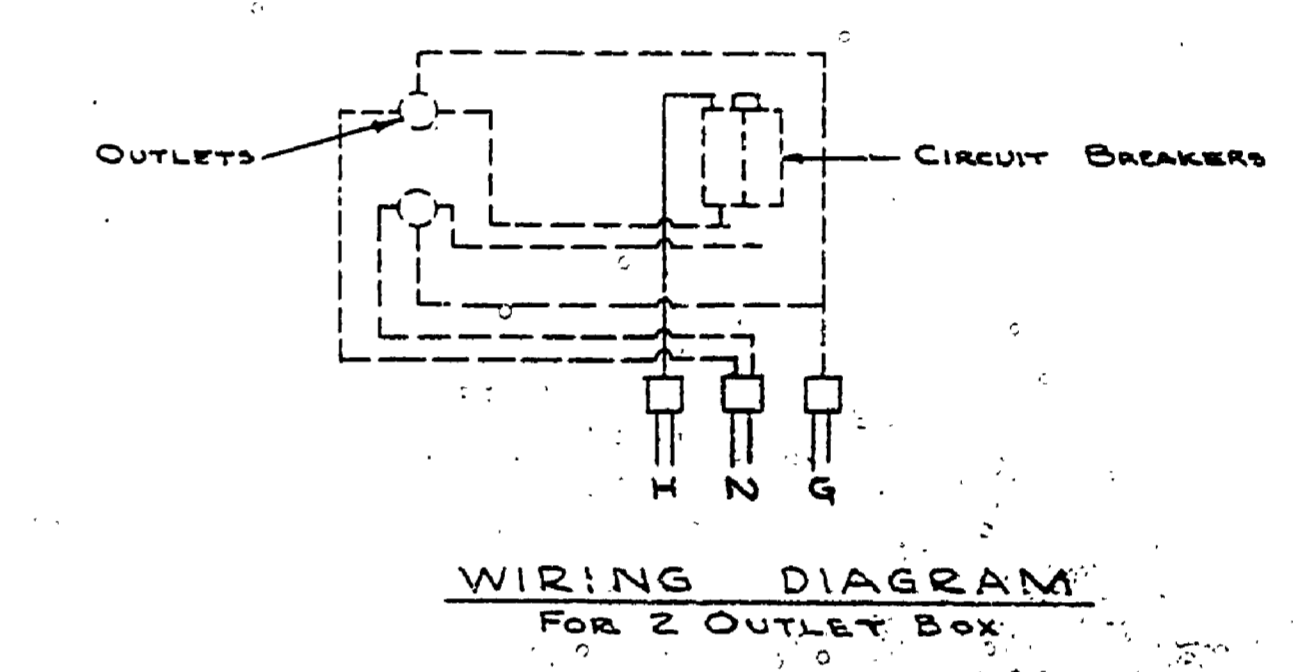 OUTLETS
CIRCUIT BREAKERS
H N G
WIRING DIAGRAM
FOR 2 OUTLET BOX